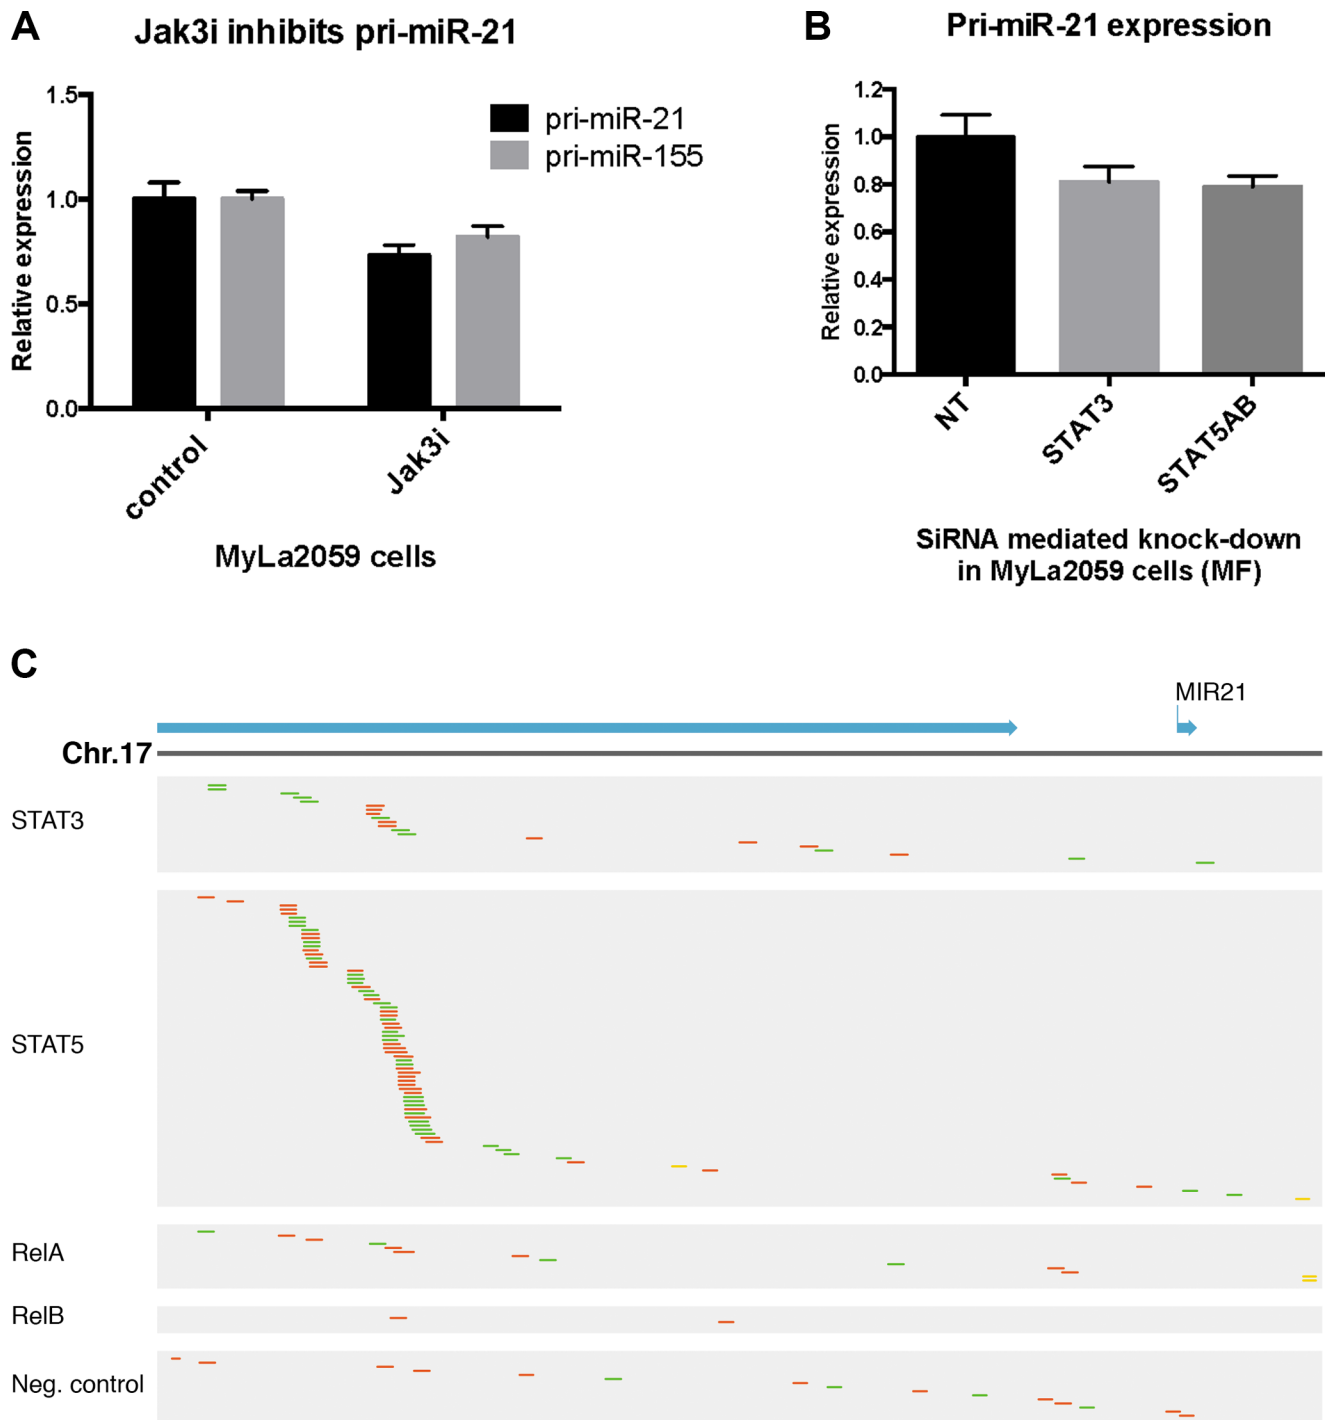 A
Jak3i inhibits pri-miR-21
1.5
1.0
0.5
0.0
Relative expression
pri-miR-21
pri-miR-155
control
Jak3i
MyLa2059 cells
B
Pri-miR-21 expression
1.2
1.0
0.8
0.6
0.4
0.2
0.0
Relative expression
NT
STAT3
STAT5AB
SiRNA mediated knock-down
in MyLa2059 cells (MF)
C
MIR21
Chr.17
STAT3
STAT5
RelA
RelB
Neg. control